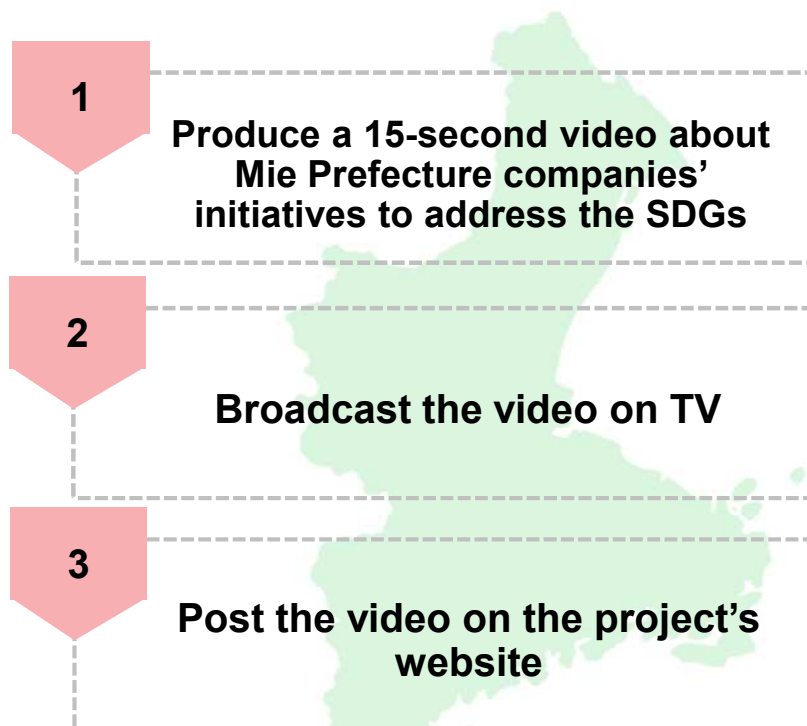 1
Produce a 15-second video about
Mie Prefecture companies’
initiatives to address the SDGs
2
Broadcast the video on TV
3
Post the video on the project’s
website